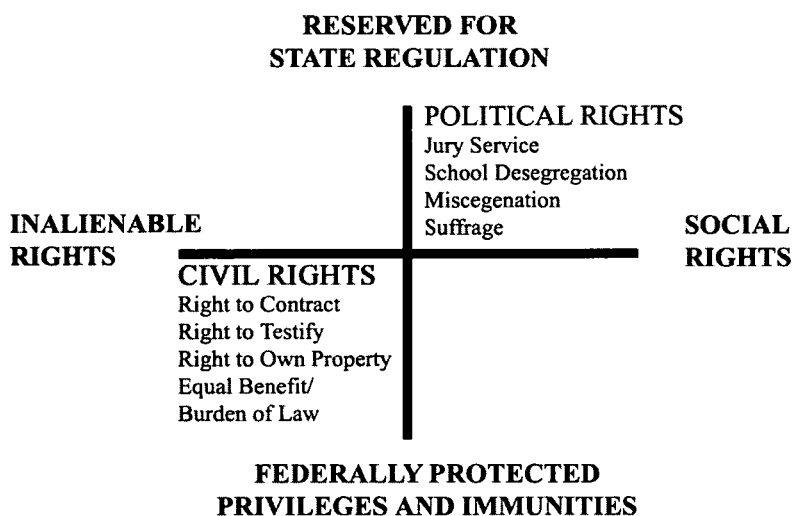 RESERVED FOR
STATE REGULATION
POLITICAL RIGHTS
Jury Service
School Desegregation
Miscegenation
Suffrage
INALIENABLE
RIGHTS
SOCIAL
RIGHTS
CIVIL RIGHTS
Right to Contract
Right to Testify
Right to Own Property
Equal Benefit/
Burden of Law
FEDERALLY PROTECTED
PRIVILEGES AND IMMUNITIES